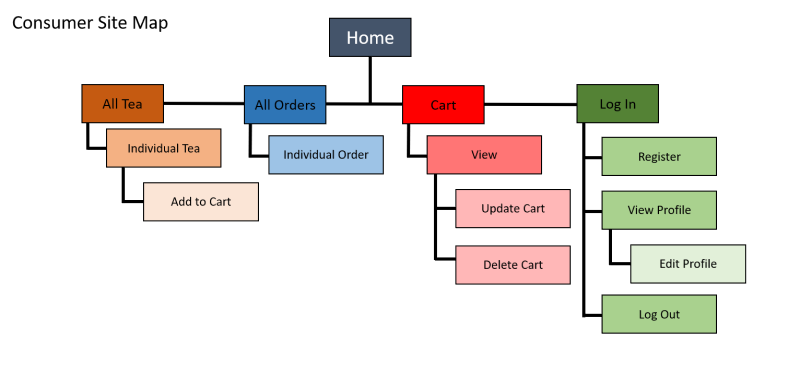 Consumer Site Map
Home
All Tea
All Orders
Cart
Log In
Individual Tea
Add to Cart
Individual Order
View
Update Cart
Delete Cart
Register
View Profile
Edit Profile
Log Out